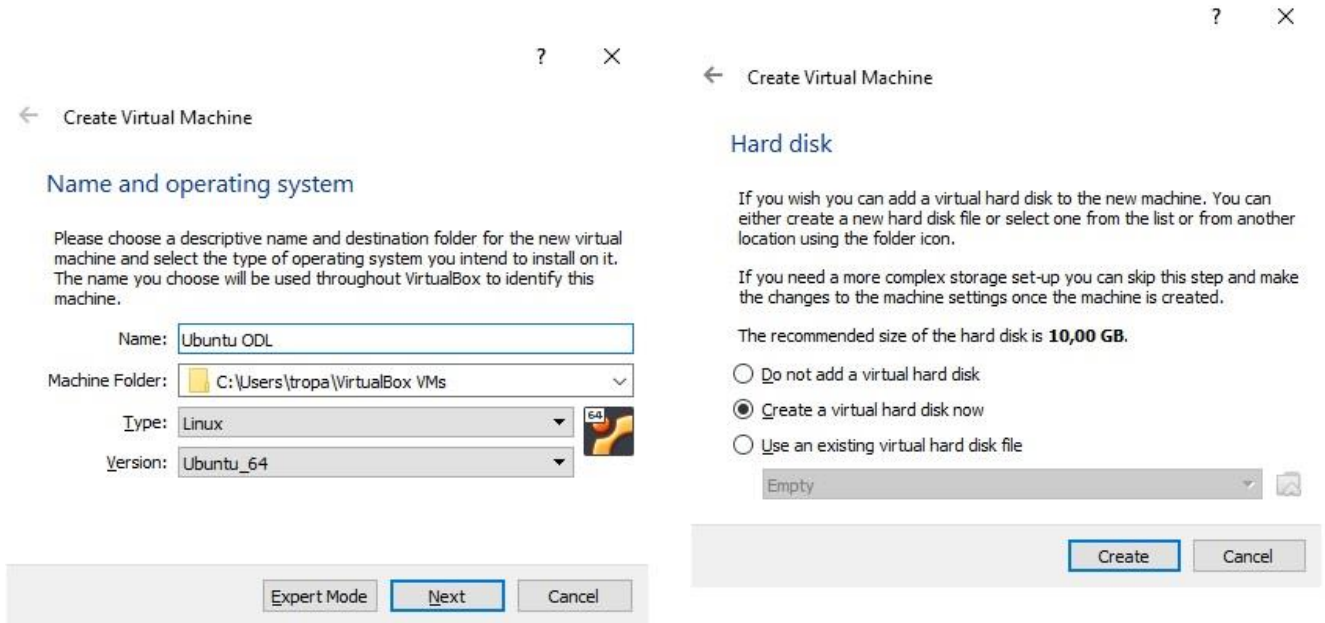 ?
Create Virtual Machine
Name and operating system
Please choose a descriptive name and destination folder for the new virtual
machine and select the type of operating system you intend to install on it.
The name you choose will be used throughout VirtualBox to identify this
machine.
Name: Ubuntu ODL
Machine Folder: C:\Users\tropa\VirtualBox VMs
Type: Linux
64
Version: Ubuntu_64
Expert Mode Next Cancel
?
Create Virtual Machine
Hard disk
If you wish you can add a virtual hard disk to the new machine. You can
either create a new hard disk file or select one from the list or from another
location using the folder icon.
If you need a more complex storage set-up you can skip this step and make
the changes to the machine settings once the machine is created.
The recommended size of the hard disk is 10,00 GB.
Do not add a virtual hard disk
Create a virtual hard disk now
Use an existing virtual hard disk file
Empty
Create Cancel